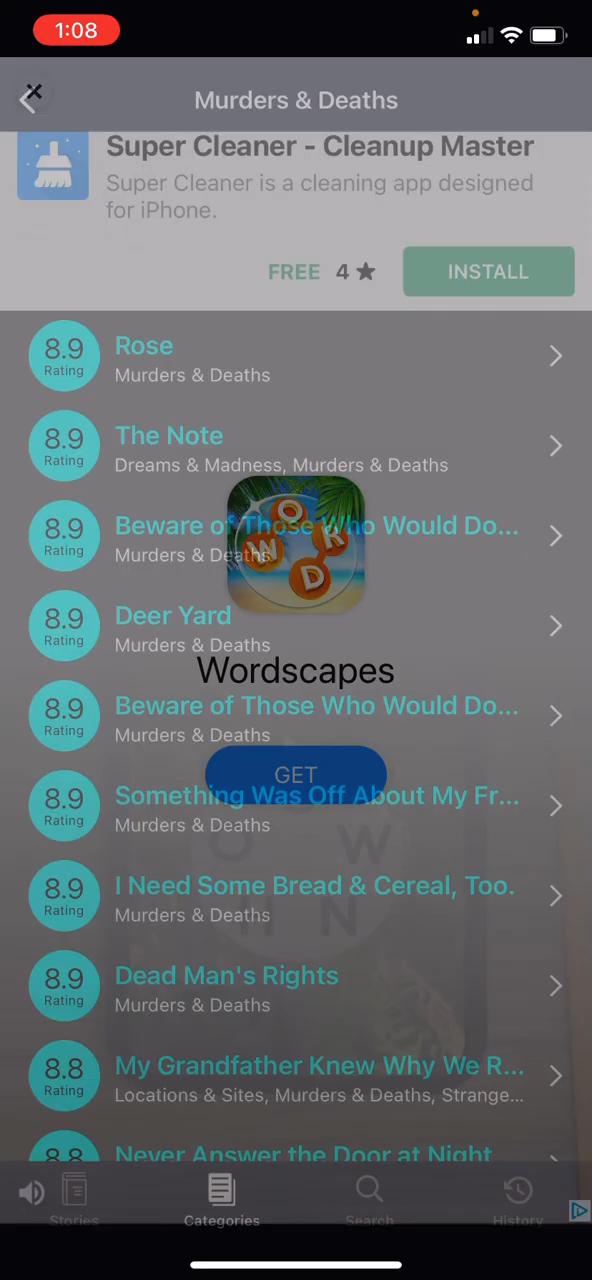 1:08
Murders & Deaths
Super Cleaner - Cleanup Master
Super Cleaner is a cleaning app designed
for iPhone.
FREE 4 ★ INSTALL
8.9 Rose
Rating Murders & Deaths
8.9 The Note
Rating Dreams & Madness, Murders & Deaths
8.9 Beware of Those Who Would Do...
Rating Murders & Deaths
W O R D
8.9 Deer Yard
Rating Murders & Deaths
Wordscapes
8.9 Beware of Those Who Would Do...
Rating Murders & Deaths
GET
8.9 Something Was Off About My Fr...
Rating Murders & Deaths
O W
8.9 I Need Some Bread & Cereal, Too.
Rating Murders & Deaths
H N
8.9 Dead Man's Rights
Rating Murders & Deaths
8.8 My Grandfather Knew Why We R...
Rating Locations & Sites, Murders & Deaths, Strange...
8.8 Never Answer the Door at Night
Stories Categories Search History